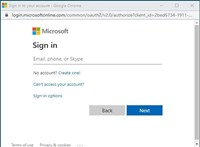 Sign in to your account - Google Chrome
login.microsoftonline.com/common/oauth2/v2.0/authorize?client_id=
Microsoft
Sign in
Email, phone, or Skype
No account? Create one!
Can't access your account?
Sign-in options
Back
Next
Terms of use
Privacy & cookies
...